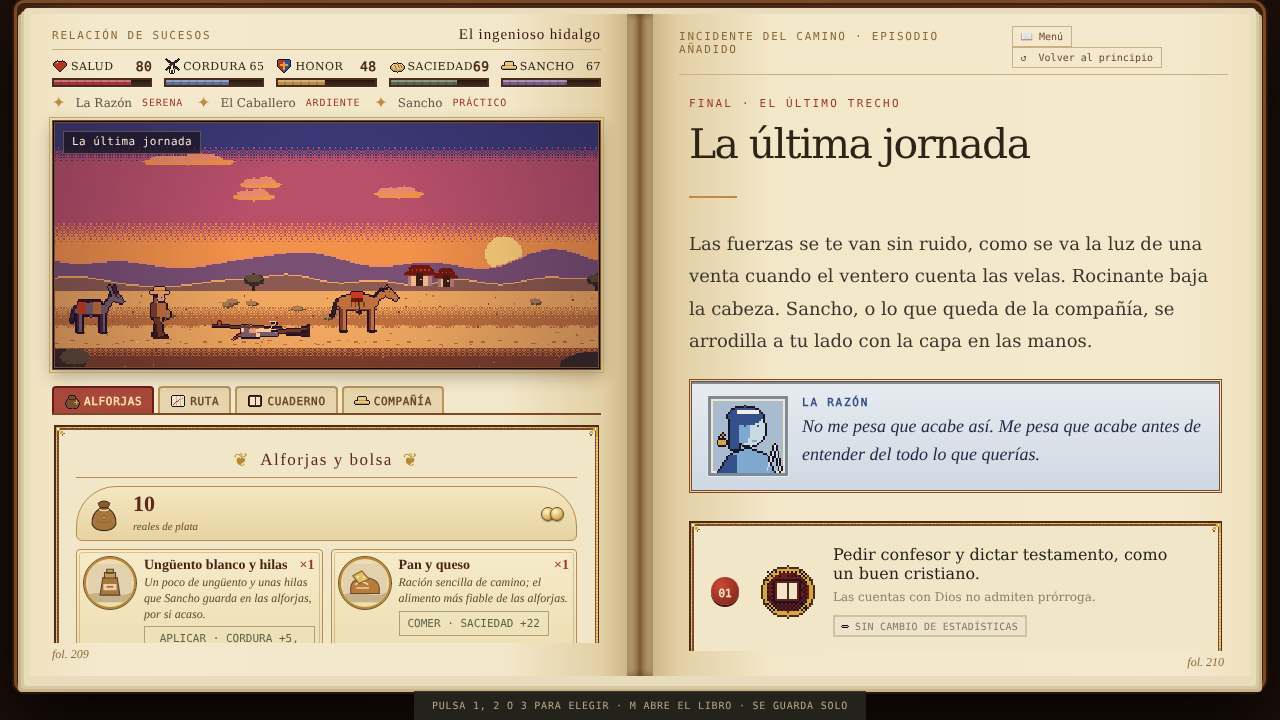 RELACIÓN DE SUCESOS
El ingenioso hidalgo
SALUD 80
CORDURA 65
HONOR 48
SACIEDAD 69
SANCHO 67
La Razón SERENA
El Caballero ARDIENTE
Sancho PRÁCTICO
La última jornada
ALFORJAS
RUTA
CUADERNO
COMPAÑÍA
Alforjas y bolsa
10
reales de plata
Ungüento blanco y hilas ×1
Un poco de ungüento y unas hilas
que Sancho guarda en las alforjas,
por si acaso.
APLICAR · CORDURA +5,
Pan y queso ×1
Ración sencilla de camino; el
alimento más fiable de las alforjas.
COMER · SACIEDAD +22
fol. 209
INCIDENTE DEL CAMINO · EPISODIO
AÑADIDO
Menú
↺ Volver al principio
FINAL · EL ÚLTIMO TRECHO
La última jornada
Las fuerzas se te van sin ruido, como se va la luz de una
venta cuando el ventero cuenta las velas. Rocinante baja
la cabeza. Sancho, o lo que queda de la compañía, se
arrodilla a tu lado con la capa en las manos.
LA RAZÓN
No me pesa que acabe así. Me pesa que acabe antes de
entender del todo lo que querías.
01
Pedir confesor y dictar testamento, como
un buen cristiano.
Las cuentas con Dios no admiten prórroga.
SIN CAMBIO DE ESTADÍSTICAS
fol. 210
PULSA 1, 2 O 3 PARA ELEGIR · M ABRE EL LIBRO · SE GUARDA SOLO